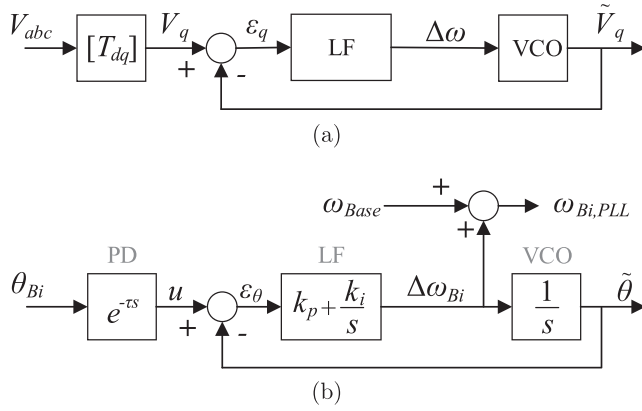 V_abc [T_dq] V_q ε_q LF Δω VCO Ṽ_q
+ -
(a)
ω_Base + ω_Bi,PLL
+
PD LF VCO
θ_Bi e^{-τs} u ε_θ k_p + k_i/s Δω_Bi 1/s θ̃
+ -
(b)